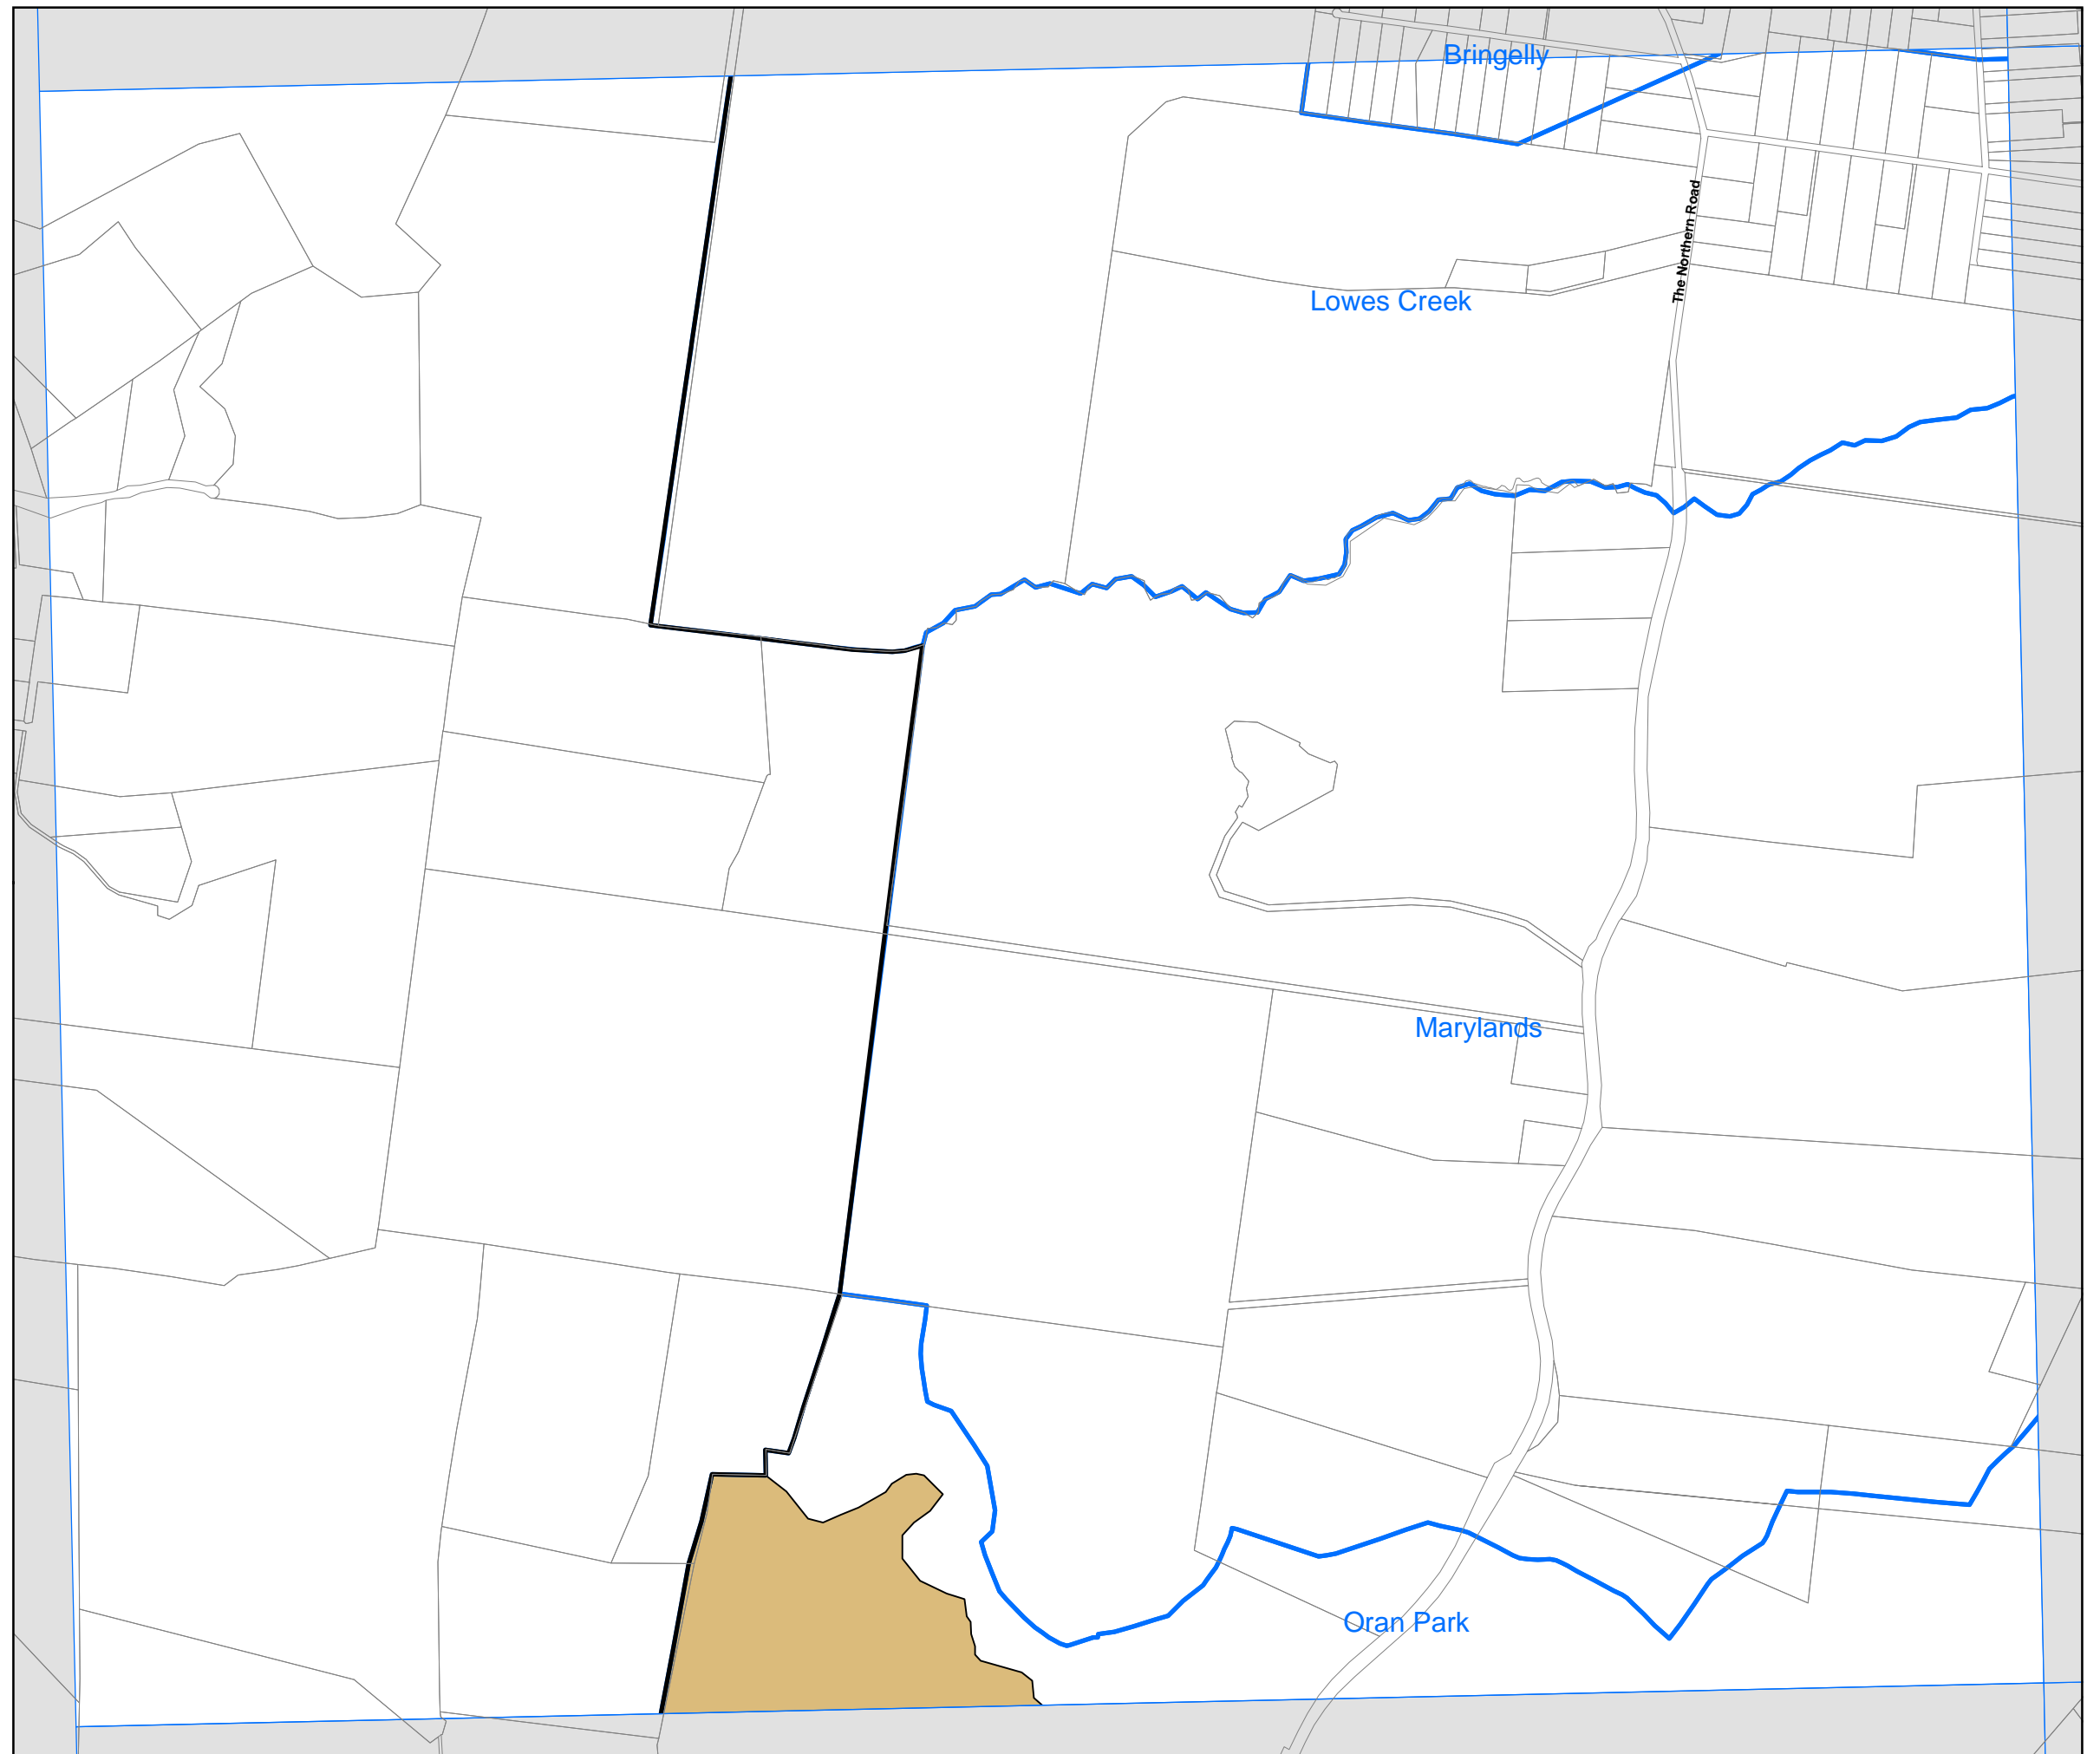 Bringelly
The Northern Road
Lowes Creek
Marylands
Oran Park